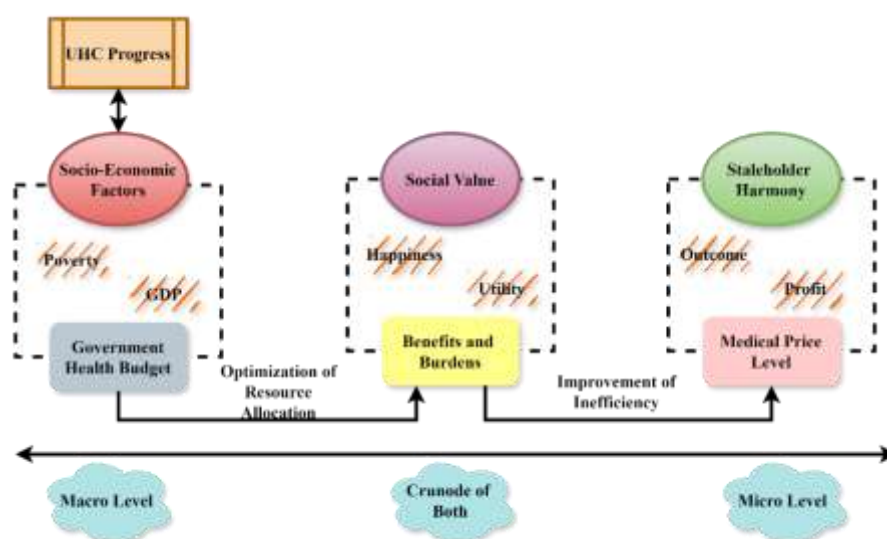 UHC Progress
Socio-Economic
Factors
Social Value
Staleholder
Harmony
Poverty
GDP
Happiness
Utility
Outcome
Profit
Government
Health Budget
Benefits and
Burdens
Medical Price
Level
Optimization of
Resource
Allocation
Improvement of
Inefficiency
Macro Level
Crunode of
Both
Micro Level